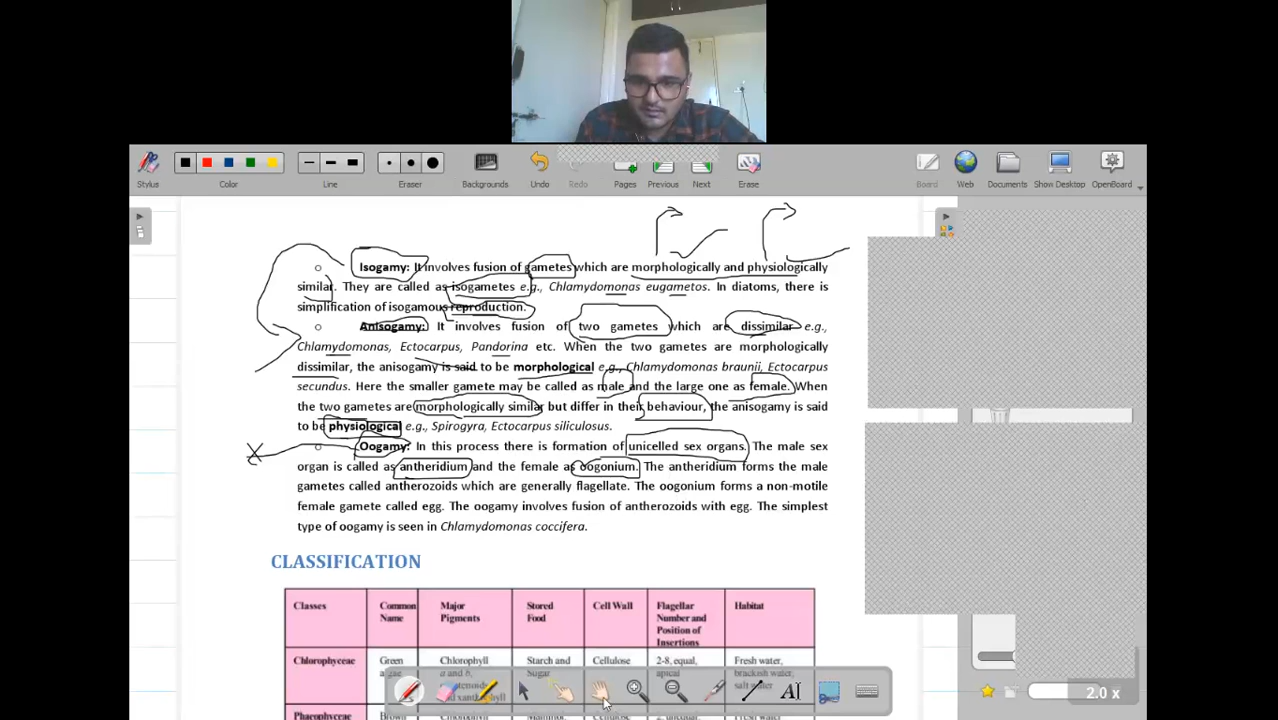 Stylus
Color
Line
Eraser
Backgrounds
Undo
Redo
Pages
Previous
Next
Erase
Board
Web
Documents
Show Desktop
OpenBoard
o Isogamy: It involves fusion of gametes which are morphologically and physiologically
similar. They are called as isogametes e.g., Chlamydomonas eugametos. In diatoms, there is
simplification of isogamous reproduction.
o Anisogamy: It involves fusion of two gametes which are dissimilar e.g.,
Chlamydomonas, Ectocarpus, Pandorina etc. When the two gametes are morphologically
dissimilar, the anisogamy is said to be morphological e.g., Chlamydomonas braunii, Ectocarpus
secundus. Here the smaller gamete may be called as male and the large one as female. When
the two gametes are morphologically similar but differ in their behaviour, the anisogamy is said
to be physiological e.g., Spirogyra, Ectocarpus siliculosus.
o Oogamy: In this process there is formation of unicelled sex organs. The male sex
organ is called as antheridium and the female as oogonium. The antheridium forms the male
gametes called antherozoids which are generally flagellate. The oogonium forms a non-motile
female gamete called egg. The oogamy involves fusion of antherozoids with egg. The simplest
type of oogamy is seen in Chlamydomonas coccifera.
CLASSIFICATION
Classes Common Major Stored Cell Wall Flagellar Habitat
Name Pigments Food Number and
Position of
Insertions
Chlorophyceae Green Chlorophyll Starch and Cellulose 2-8, equal, Fresh water,
Sugar apical brackish water,
salt water
Phaeophyceae Brown Chlorophyll
2.0 x